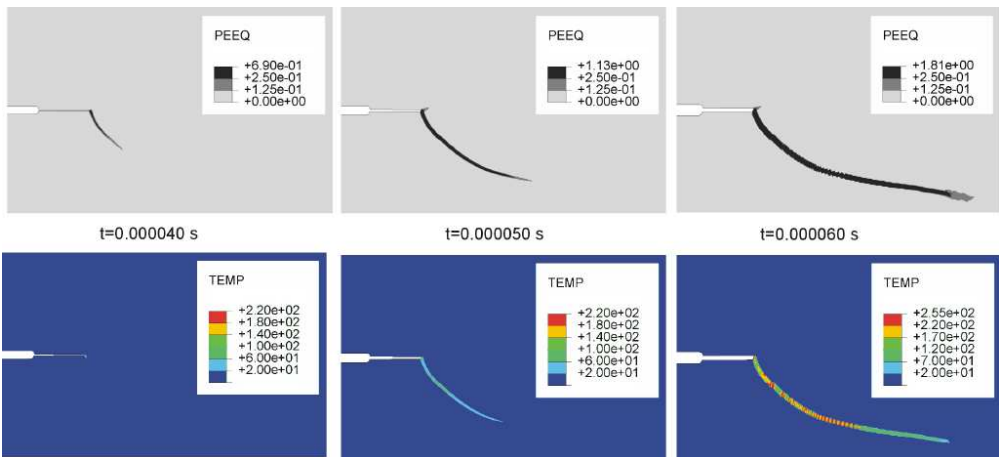 PEEQ
+6.90e-01
+2.50e-01
+1.25e-01
+0.00e+00
PEEQ
+1.13e+00
+2.50e-01
+1.25e-01
+0.00e+00
PEEQ
+1.81e+00
+2.50e-01
+1.25e-01
+0.00e+00
t=0.000040 s
t=0.000050 s
t=0.000060 s
TEMP
+2.20e+02
+1.80e+02
+1.40e+02
+1.00e+02
+6.00e+01
+2.00e+01
TEMP
+2.20e+02
+1.80e+02
+1.40e+02
+1.00e+02
+6.00e+01
+2.00e+01
TEMP
+2.55e+02
+2.20e+02
+1.70e+02
+1.20e+02
+7.00e+01
+2.00e+01